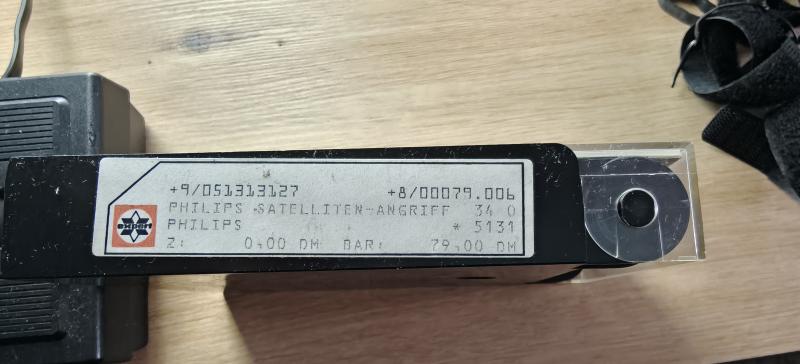 +9/051313127 +8/00079.006
PHILIPS SATELLITEN-ANGRIFF 34 0
PHILIPS * 5131
Z: 0,00 DM BAR: 79,00 DM
expert